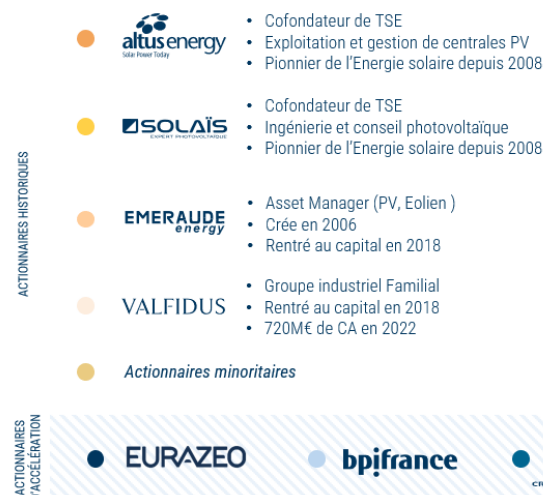 ACTIONNAIRES HISTORIQUES
altus energy
Solar Power Today
• Cofondateur de TSE
• Exploitation et gestion de centrales PV
• Pionnier de l'Energie solaire depuis 2008
SOLAÏS
EXPERT PHOTOVOLTAÏQUE
• Cofondateur de TSE
• Ingénierie et conseil photovoltaïque
• Pionnier de l'Energie solaire depuis 2008
EMERAUDE
energy
• Asset Manager (PV, Eolien )
• Crée en 2006
• Rentré au capital en 2018
VALFIDUS
• Groupe industriel Familial
• Rentré au capital en 2018
• 720M€ de CA en 2022
Actionnaires minoritaires
ACTIONNAIRES
'ACCÉLÉRATION
EURAZEO
bpifrance